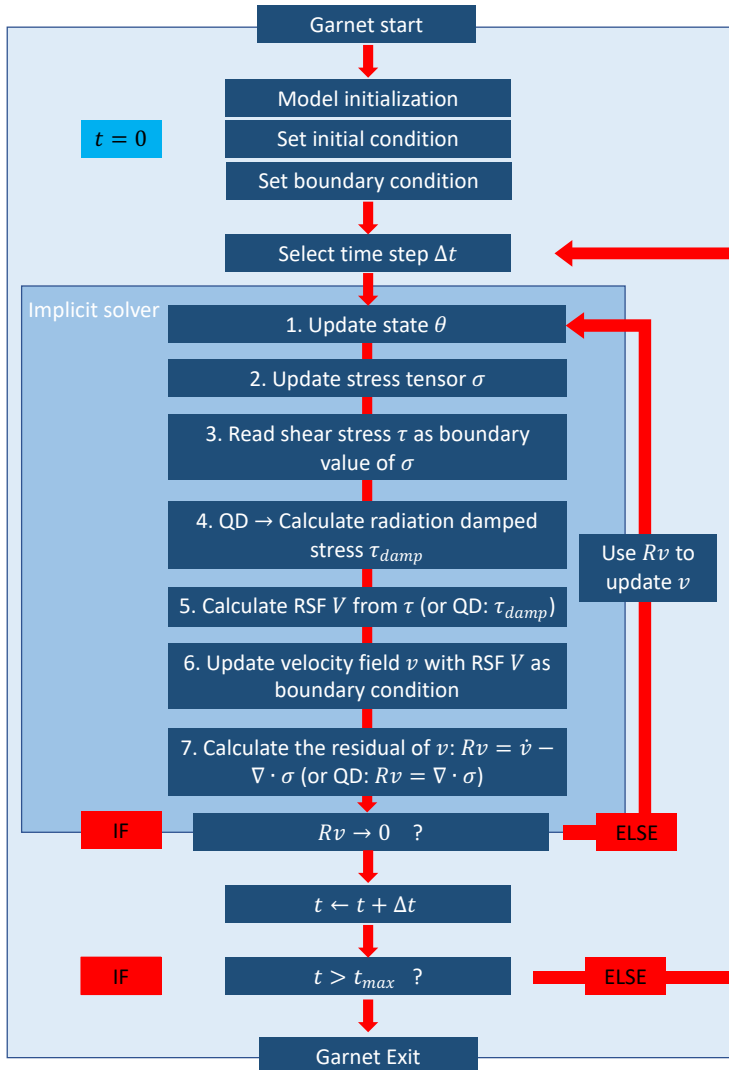 Garnet start
Model initialization
t = 0
Set initial condition
Set boundary condition
Select time step Δt
Implicit solver
1. Update state θ
2. Update stress tensor σ
3. Read shear stress τ as boundary
value of σ
4. QD → Calculate radiation damped
stress τ_damp
Use Rv to
update v
5. Calculate RSF V from τ (or QD: τ_damp)
6. Update velocity field v with RSF V as
boundary condition
7. Calculate the residual of v: Rv = v̇ −
∇ · σ (or QD: Rv = ∇ · σ)
IF
Rv → 0 ?
ELSE
t ← t + Δt
IF
t > t_max ?
ELSE
Garnet Exit